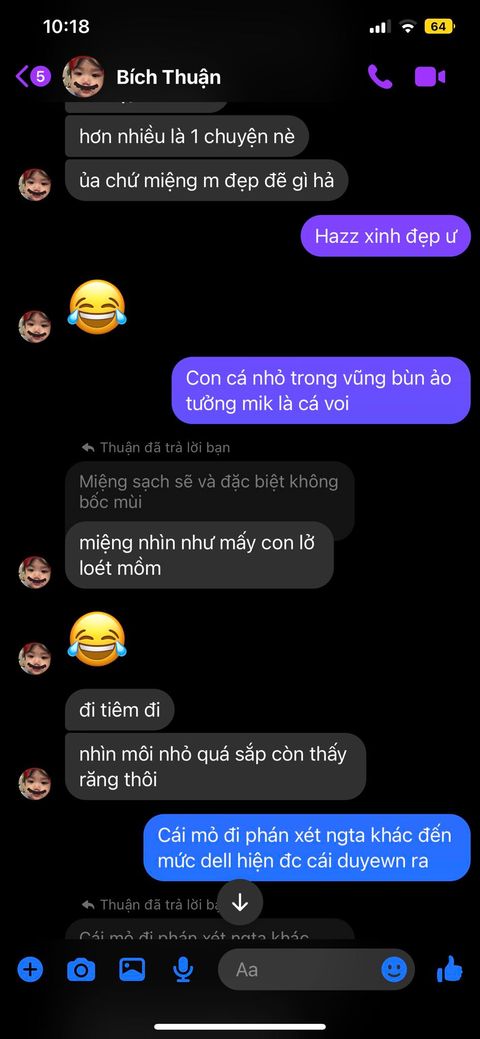 10:18
64
5
Bích Thuận
hơn nhiều là 1 chuyện nè
ủa chứ miệng m đẹp đẽ gì hả
Hazz xinh đẹp ư
Con cá nhỏ trong vũng bùn ảo
tưởng mik là cá voi
Thuận đã trả lời bạn
Miệng sạch sẽ và đặc biệt không
bốc mùi
miệng nhìn như mấy con lở
loét mồm
đi tiêm đi
nhìn môi nhỏ quá sắp còn thấy
răng thôi
Cái mỏ đi phán xét ngta khác đến
mức dell hiện đc cái duyewn ra
Thuận đã trả lời bạ
Cái mỏ đi phán xét ngta khác
Aa